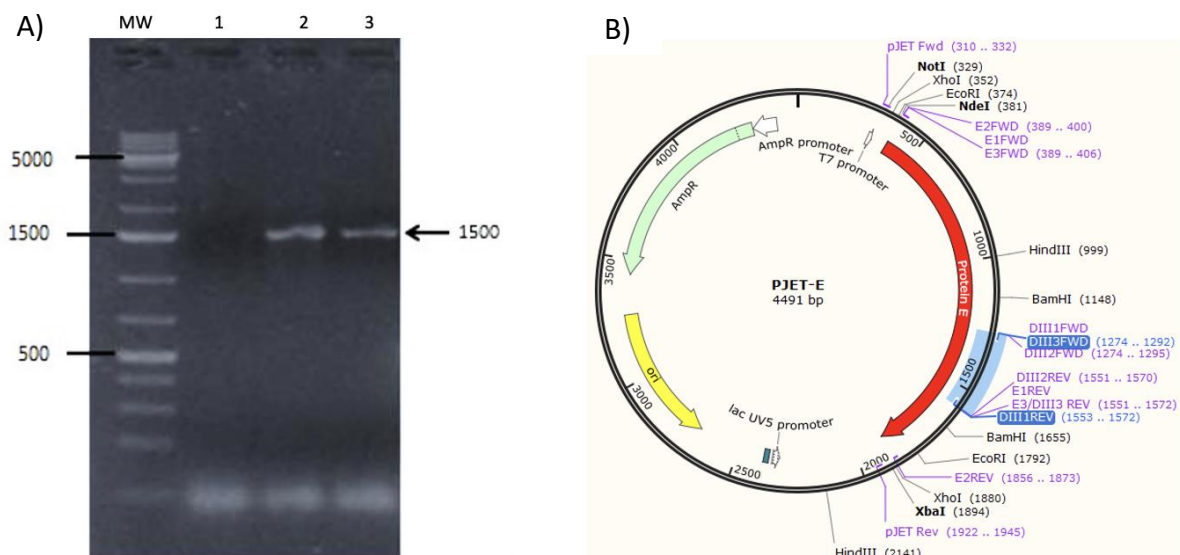 A)
MW 1 2 3
5000
1500
500
1500
B)
pJET Fwd (310 .. 332)
NotI (329)
XhoI (352)
EcoRI (374)
NdeI (381)
E2FWD (389 .. 400)
E1FWD
E3FWD (389 .. 406)
HindIII (999)
BamHI (1148)
DIII1FWD
DIII3FWD (1274 .. 1292)
DIII2FWD (1274 .. 1295)
DIII2REV (1551 .. 1570)
E1REV
E3/DIII3 REV (1551 .. 1572)
DIII1REV (1553 .. 1572)
BamHI (1655)
EcoRI (1792)
E2REV (1856 .. 1873)
XhoI (1880)
XbaI (1894)
pJET Rev (1922 .. 1945)
HindIII (2141)
500
1000
1500
2000
2500
3000
3500
4000
AmpR promoter
T7 promoter
AmpR
Protein E
PJET-E
4491 bp
ori
lac UV5 promoter